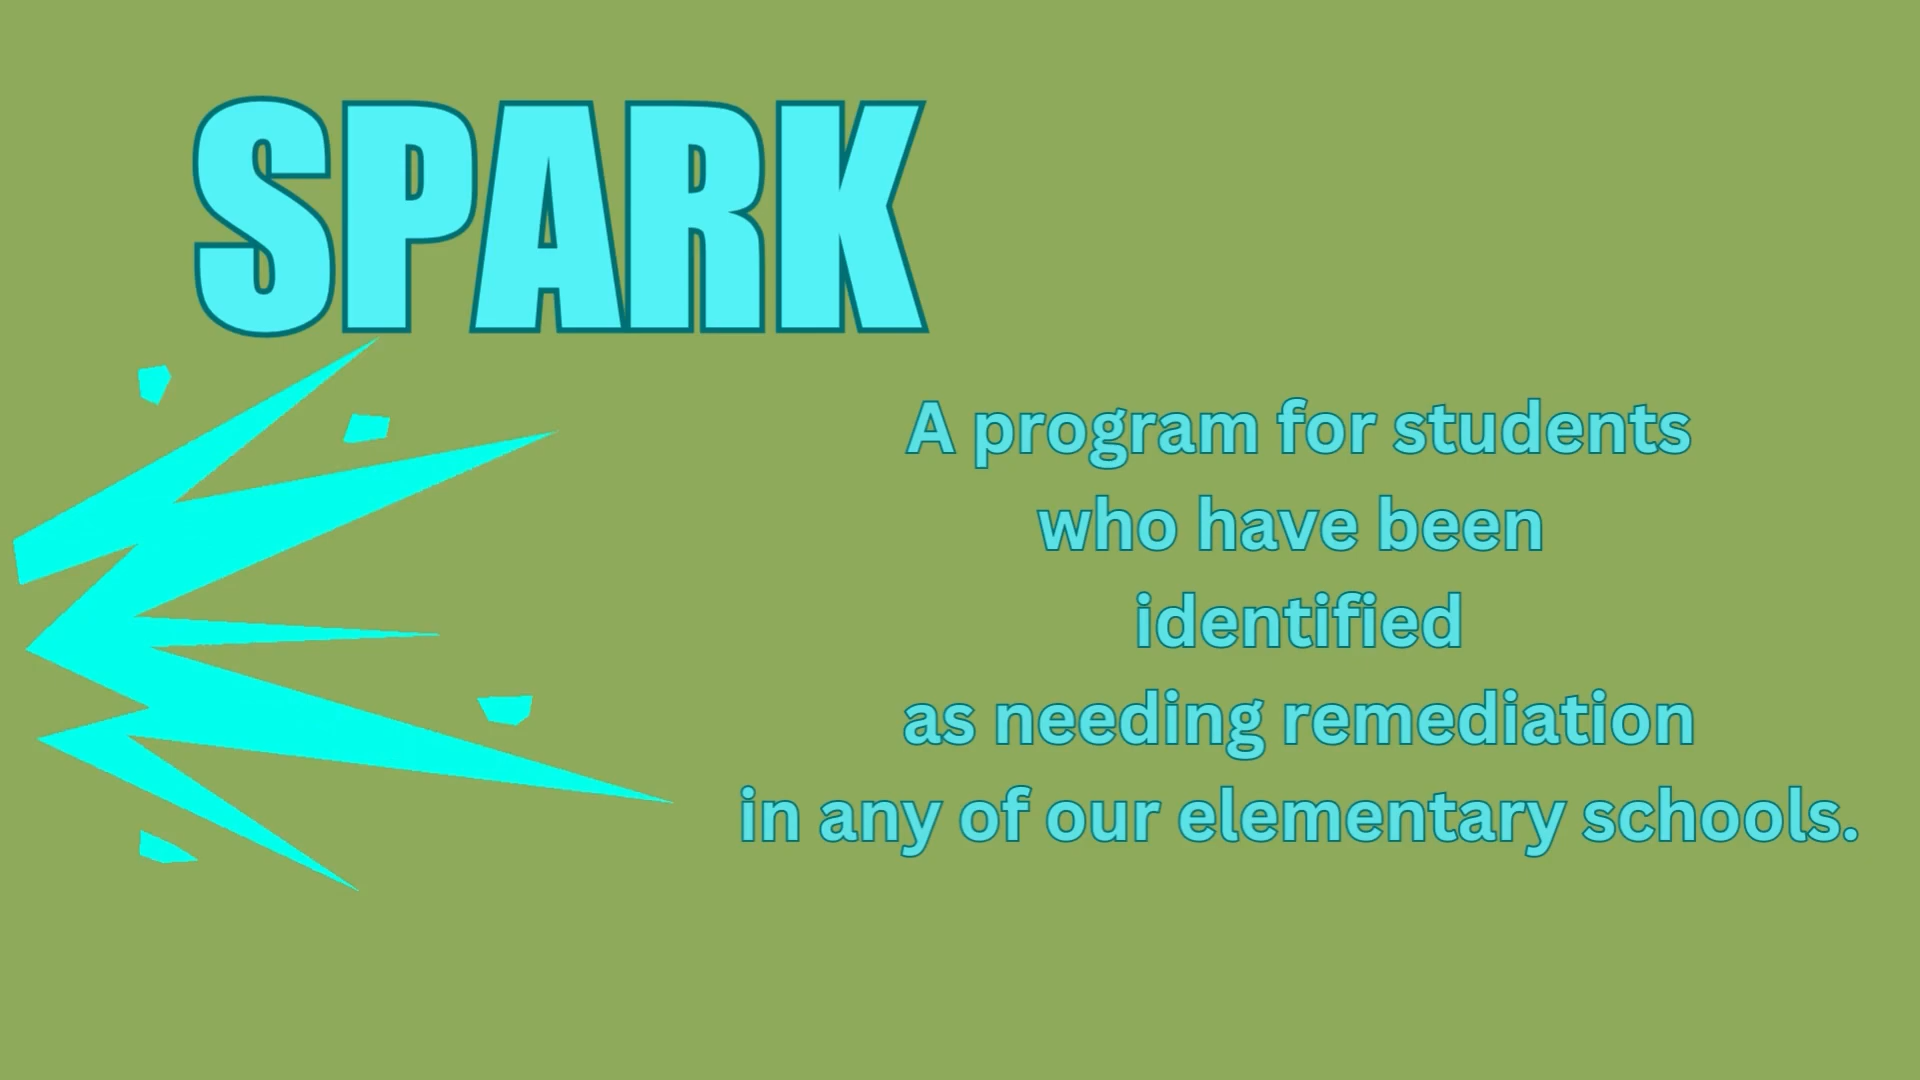 SPARK
A program for students
who have been
identified
as needing remediation
in any of our elementary schools.